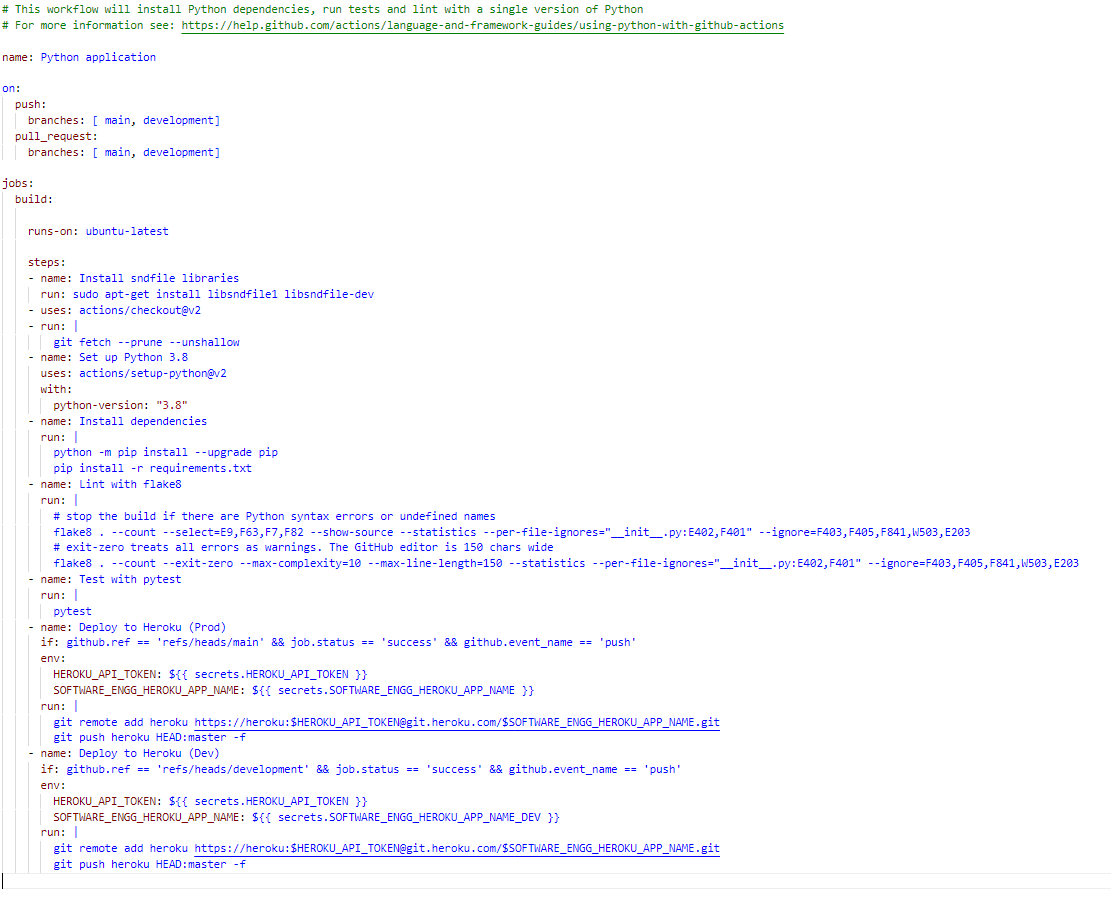 # This workflow will install Python dependencies, run tests and lint with a single version of Python
# For more information see: https://help.github.com/actions/language-and-framework-guides/using-python-with-github-actions

name: Python application

on:
  push:
    branches: [ main, development]
  pull_request:
    branches: [ main, development]

jobs:
  build:

    runs-on: ubuntu-latest

    steps:
    - name: Install sndfile libraries
      run: sudo apt-get install libsndfile1 libsndfile-dev
    - uses: actions/checkout@v2
    - run: |
        git fetch --prune --unshallow
    - name: Set up Python 3.8
      uses: actions/setup-python@v2
      with:
        python-version: "3.8"
    - name: Install dependencies
      run: |
        python -m pip install --upgrade pip
        pip install -r requirements.txt
    - name: Lint with flake8
      run: |
        # stop the build if there are Python syntax errors or undefined names
        flake8 . --count --select=E9,F63,F7,F82 --show-source --statistics --per-file-ignores="__init__.py:E402,F401" --ignore=F403,F405,F841,W503,E203
        # exit-zero treats all errors as warnings. The GitHub editor is 150 chars wide
        flake8 . --count --exit-zero --max-complexity=10 --max-line-length=150 --statistics --per-file-ignores="__init__.py:E402,F401" --ignore=F403,F405,F841,W503,E203
    - name: Test with pytest
      run: |
        pytest
    - name: Deploy to Heroku (Prod)
      if: github.ref == 'refs/heads/main' && job.status == 'success' && github.event_name == 'push'
      env:
        HEROKU_API_TOKEN: ${{ secrets.HEROKU_API_TOKEN }}
        SOFTWARE_ENGG_HEROKU_APP_NAME: ${{ secrets.SOFTWARE_ENGG_HEROKU_APP_NAME }}
      run: |
        git remote add heroku https://heroku:$HEROKU_API_TOKEN@git.heroku.com/$SOFTWARE_ENGG_HEROKU_APP_NAME.git
        git push heroku HEAD:master -f
    - name: Deploy to Heroku (Dev)
      if: github.ref == 'refs/heads/development' && job.status == 'success' && github.event_name == 'push'
      env:
        HEROKU_API_TOKEN: ${{ secrets.HEROKU_API_TOKEN }}
        SOFTWARE_ENGG_HEROKU_APP_NAME: ${{ secrets.SOFTWARE_ENGG_HEROKU_APP_NAME_DEV }}
      run: |
        git remote add heroku https://heroku:$HEROKU_API_TOKEN@git.heroku.com/$SOFTWARE_ENGG_HEROKU_APP_NAME.git
        git push heroku HEAD:master -f